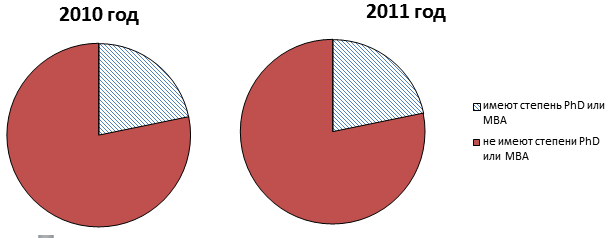 2010 год
2011 год
имеют степень PhD или
MBA
не имеют степени PhD
или MBA